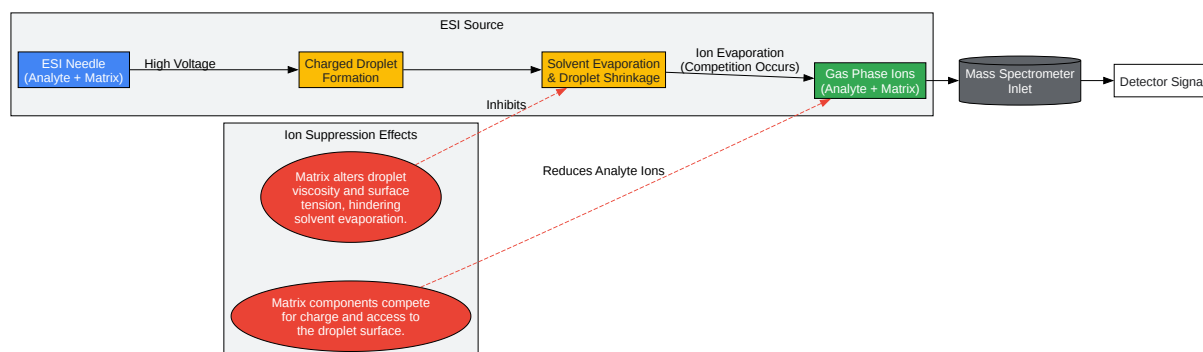 ESI Source
ESI Needle
(Analyte + Matrix)
High Voltage
Charged Droplet
Formation
Solvent Evaporation
& Droplet Shrinkage
Ion Evaporation
(Competition Occurs)
Gas Phase Ions
(Analyte + Matrix)
Mass Spectrometer
Inlet
Detector Signal
Inhibits
Ion Suppression Effects
Matrix alters droplet
viscosity and surface
tension, hindering
solvent evaporation.
Reduces Analyte Ions
Matrix components compete
for charge and access to
the droplet surface.